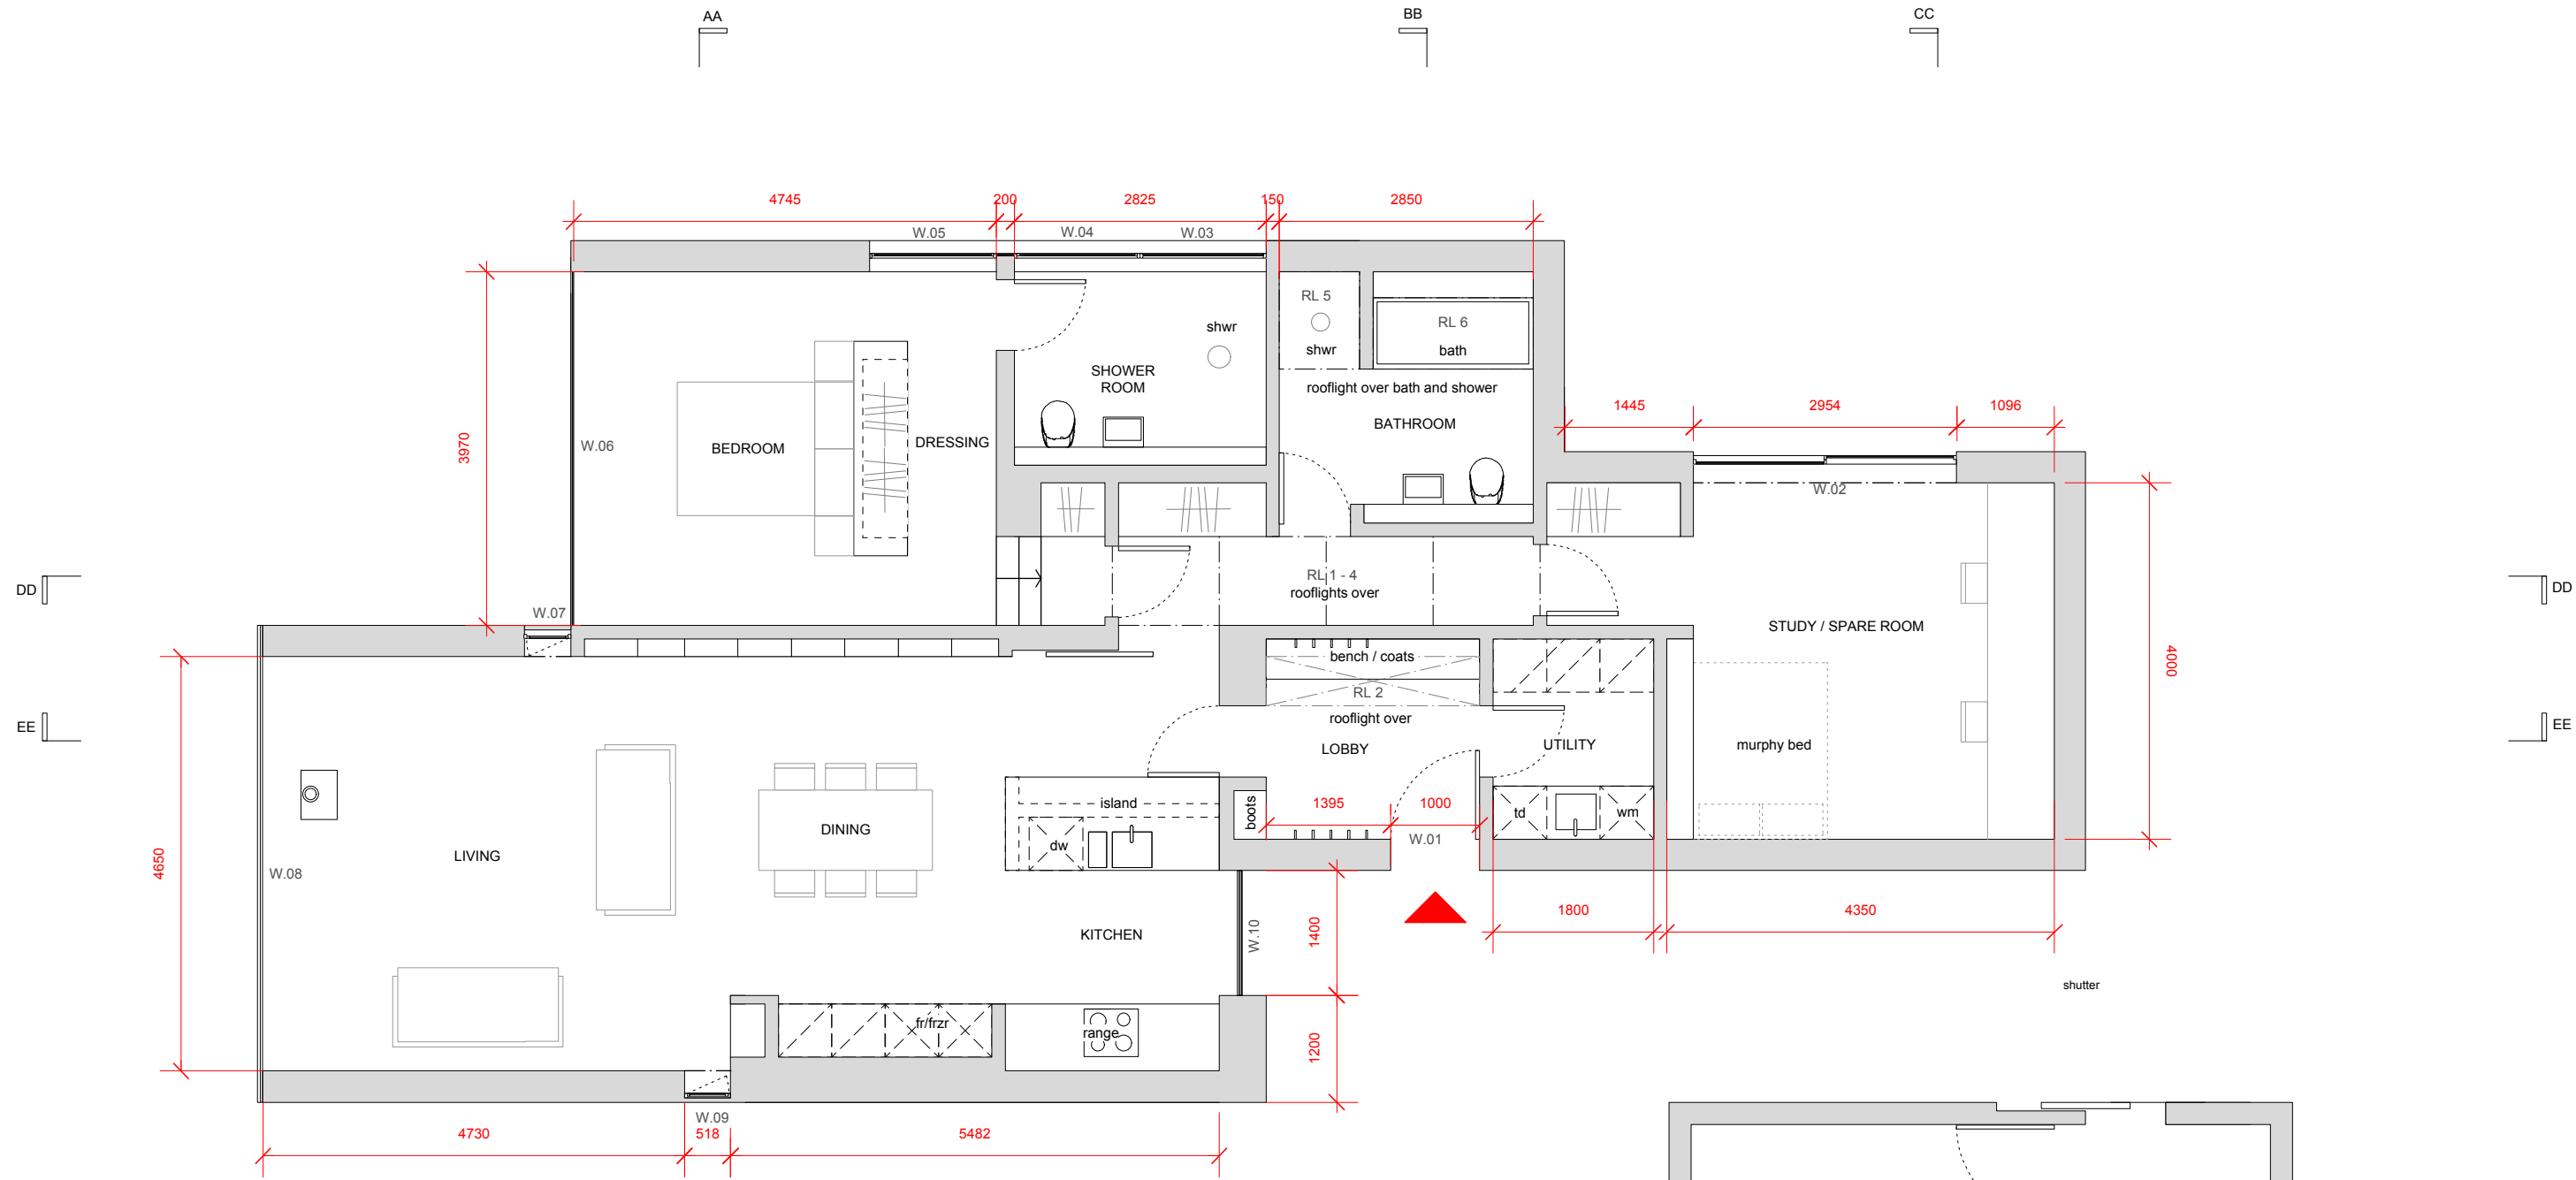 AA
BB
CC
4745
200
2825
150
2850
W.05
W.04
W.03
RL 5
shwr
RL 6
bath
shwr
SHOWER
ROOM
rooflight over bath and shower
BATHROOM
1445
2954
1096
3970
W.06
BEDROOM
DRESSING
W.02
DD
RL 1 - 4
rooflights over
DD
W.07
STUDY / SPARE ROOM
4000
bench / coats
RL 2
rooflight over
EE
EE
LOBBY
UTILITY
murphy bed
island
boots
1395
1000
td
wm
DINING
dw
W.01
4650
LIVING
W.08
KITCHEN
W.10
1400
1800
4350
shutter
fr/frzr
range
1200
W.09
4730
518
5482